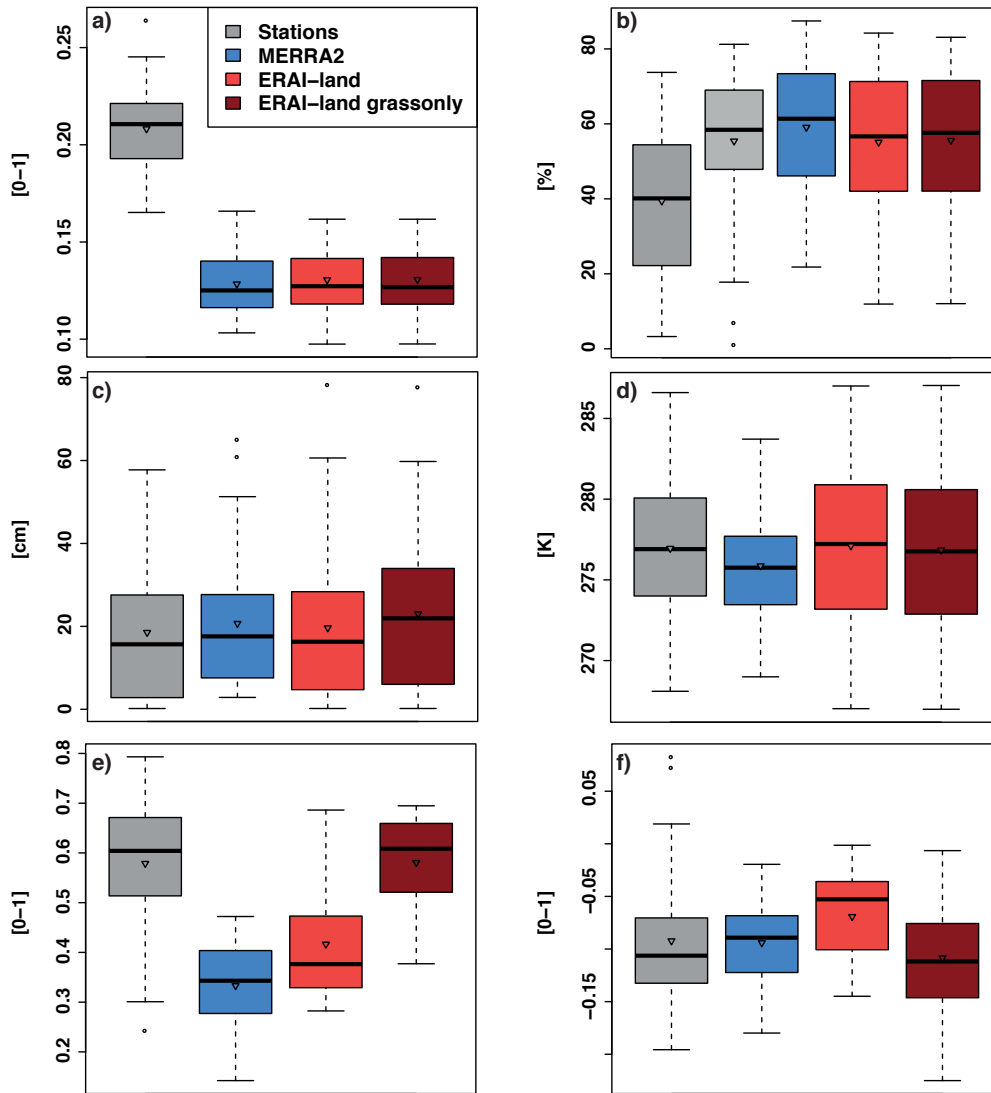 a)
Stations
MERRA2
ERAI−land
ERAI−land grassonly
[0−1]
0.25
0.20
0.15
0.10
b)
[%]
80
60
40
20
0
c)
[cm]
80
60
40
20
0
d)
[K]
285
280
275
270
e)
[0−1]
0.8
0.7
0.6
0.5
0.4
0.3
0.2
f)
[0−1]
0.05
−0.05
−0.15